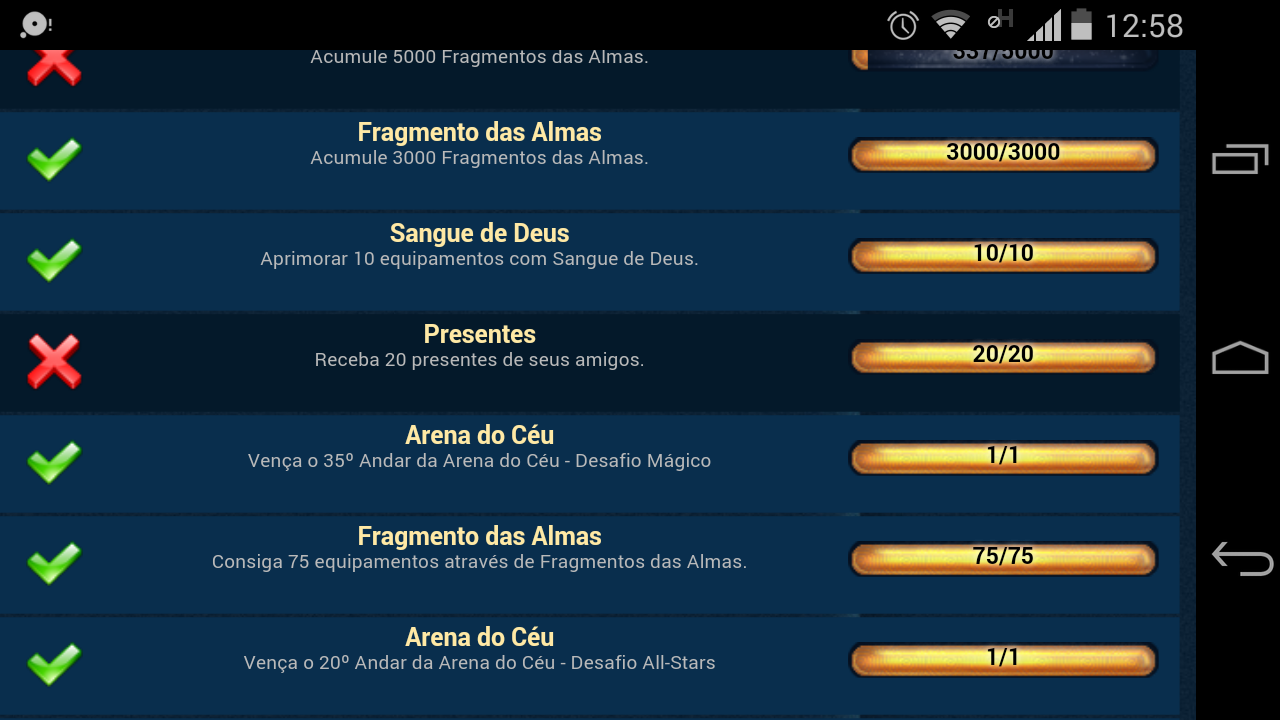 12:58
Acumule 5000 Fragmentos das Almas.
337/5000
Fragmento das Almas
Acumule 3000 Fragmentos das Almas.
3000/3000
Sangue de Deus
Aprimorar 10 equipamentos com Sangue de Deus.
10/10
Presentes
Receba 20 presentes de seus amigos.
20/20
Arena do Céu
Vença o 35º Andar da Arena do Céu - Desafio Mágico
1/1
Fragmento das Almas
Consiga 75 equipamentos através de Fragmentos das Almas.
75/75
Arena do Céu
Vença o 20º Andar da Arena do Céu - Desafio All-Stars
1/1